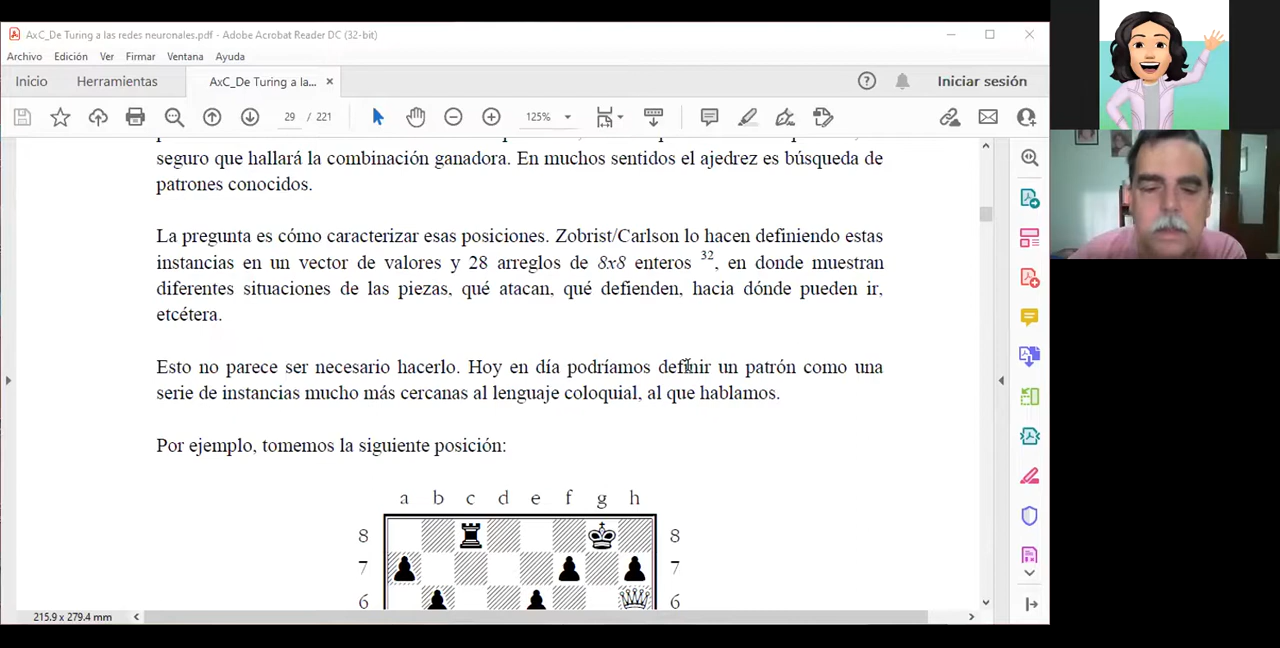 AxC_De Turing a las redes neuronales.pdf - Adobe Acrobat Reader DC (32-bit)
Archivo Edición Ver Firmar Ventana Ayuda
Inicio Herramientas AxC_De Turing a la... × Iniciar sesión
29 / 221 125%
seguro que hallará la combinación ganadora. En muchos sentidos el ajedrez es búsqueda de
patrones conocidos.
La pregunta es cómo caracterizar esas posiciones. Zobrist/Carlson lo hacen definiendo estas
instancias en un vector de valores y 28 arreglos de 8x8 enteros 32, en donde muestran
diferentes situaciones de las piezas, qué atacan, qué defienden, hacia dónde pueden ir,
etcétera.
Esto no parece ser necesario hacerlo. Hoy en día podríamos definir un patrón como una
serie de instancias mucho más cercanas al lenguaje coloquial, al que hablamos.
Por ejemplo, tomemos la siguiente posición:
a b c d e f g h
8 8
7 7
6 6
215.9 x 279.4 mm